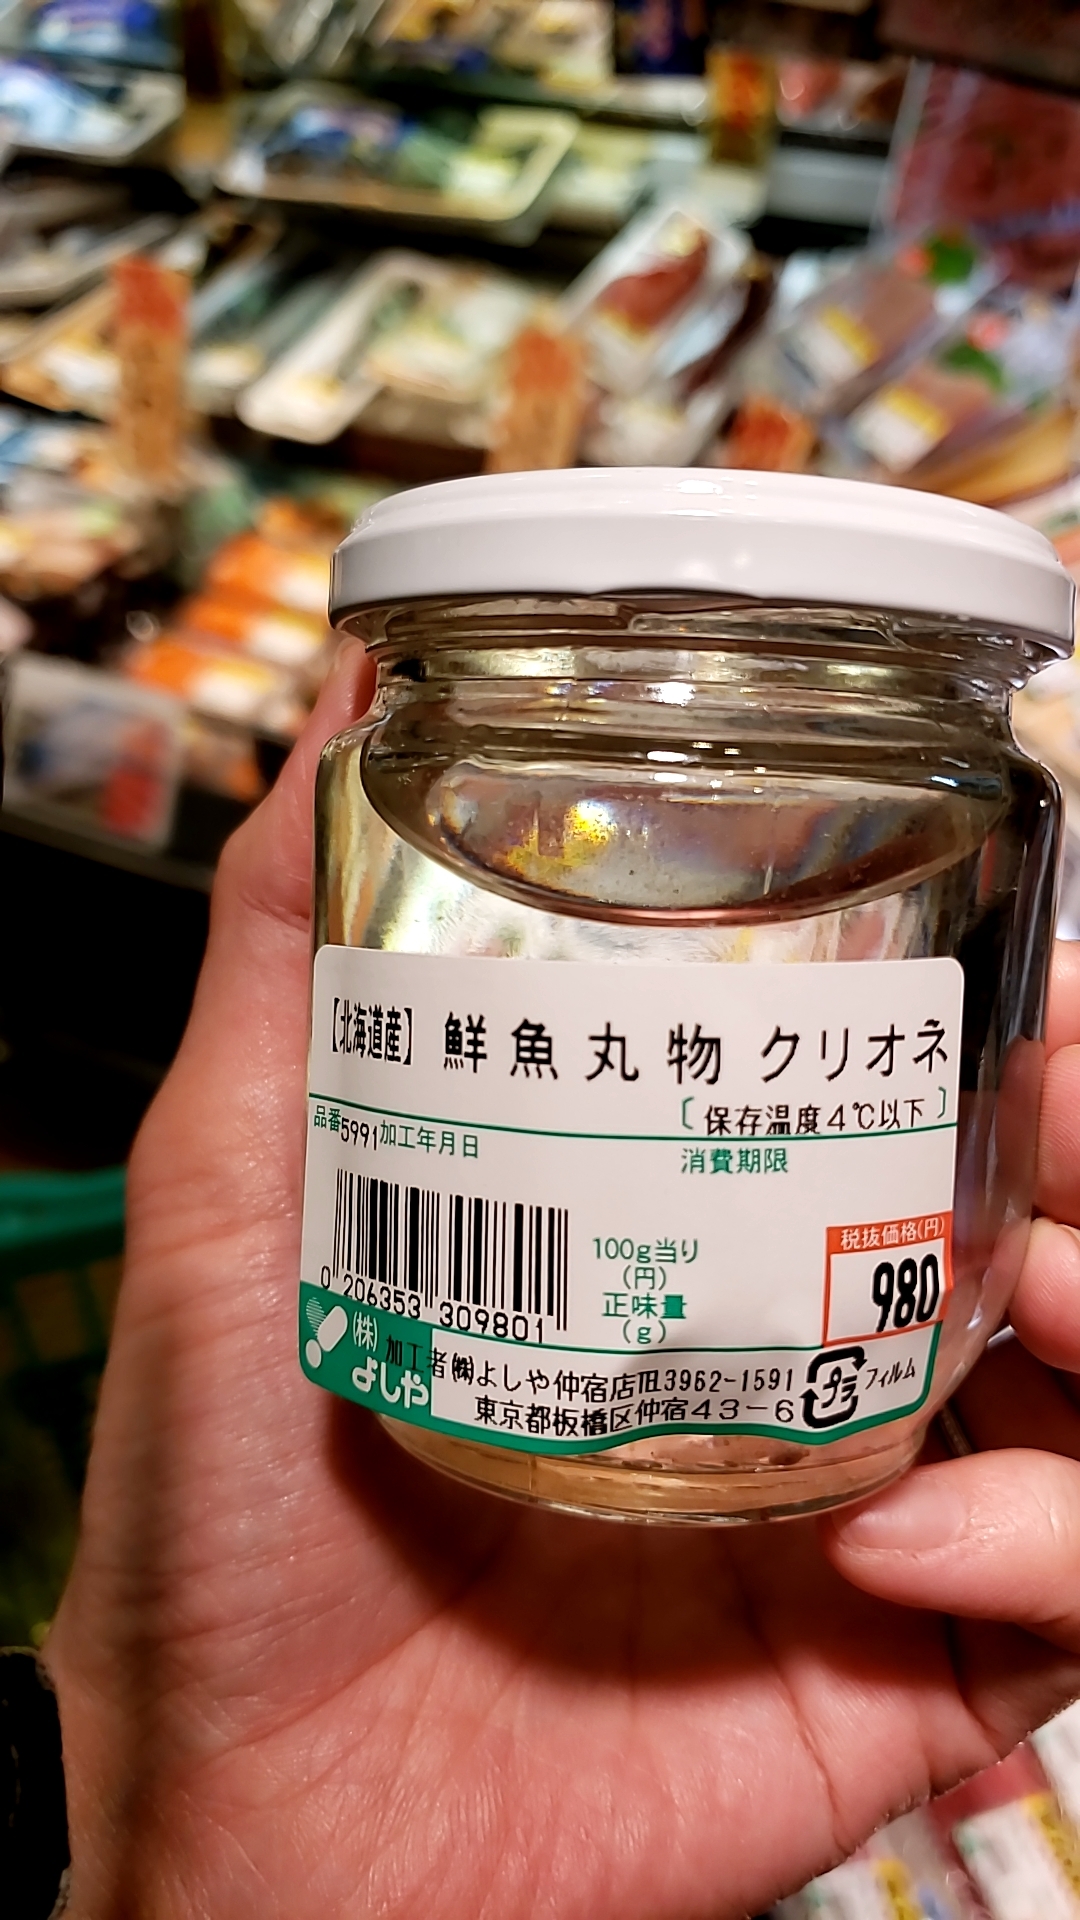 【北海道産】 鮮魚丸物 クリオネ
〔保存温度4℃以下〕
品番5991加工年月日
消費期限
0 206353 309801
100g当り
(円)
正味量
(g)
税抜価格(円)
980
(株)
よしや
加工者㈱よしや仲宿店℡3962-1591
東京都板橋区仲宿43-6
プラ フィルム